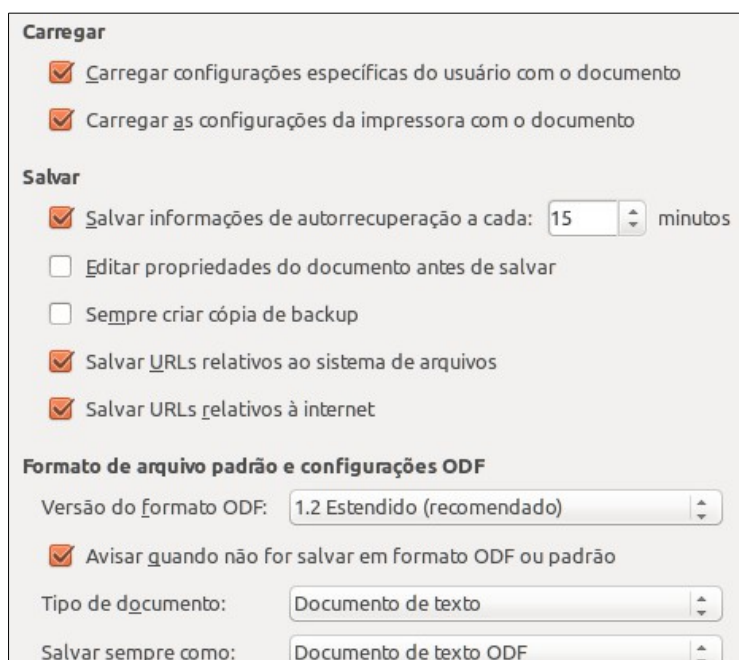 Carregar
Carregar configurações específicas do usuário com o documento
Carregar as configurações da impressora com o documento
Salvar
Salvar informações de autorrecuperação a cada: 15 minutos
Editar propriedades do documento antes de salvar
Sempre criar cópia de backup
Salvar URLs relativos ao sistema de arquivos
Salvar URLs relativos à internet
Formato de arquivo padrão e configurações ODF
Versão do formato ODF: 1.2 Estendido (recomendado)
Avisar quando não for salvar em formato ODF ou padrão
Tipo de documento: Documento de texto
Salvar sempre como: Documento de texto ODF